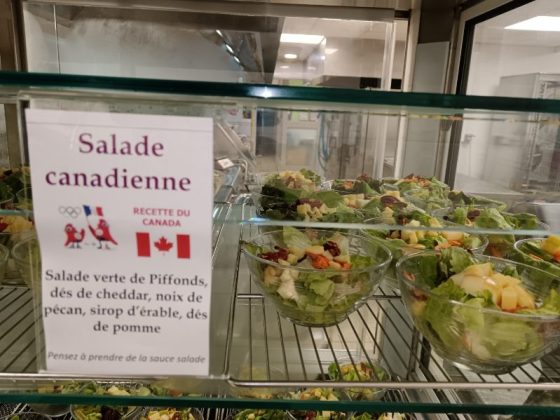 Salade
canadienne
RECETTE DU
CANADA
Salade verte de Piffonds,
dés de cheddar, noix de
pécan, sirop d'érable, dés
de pomme
Pensez à prendre de la sauce salade